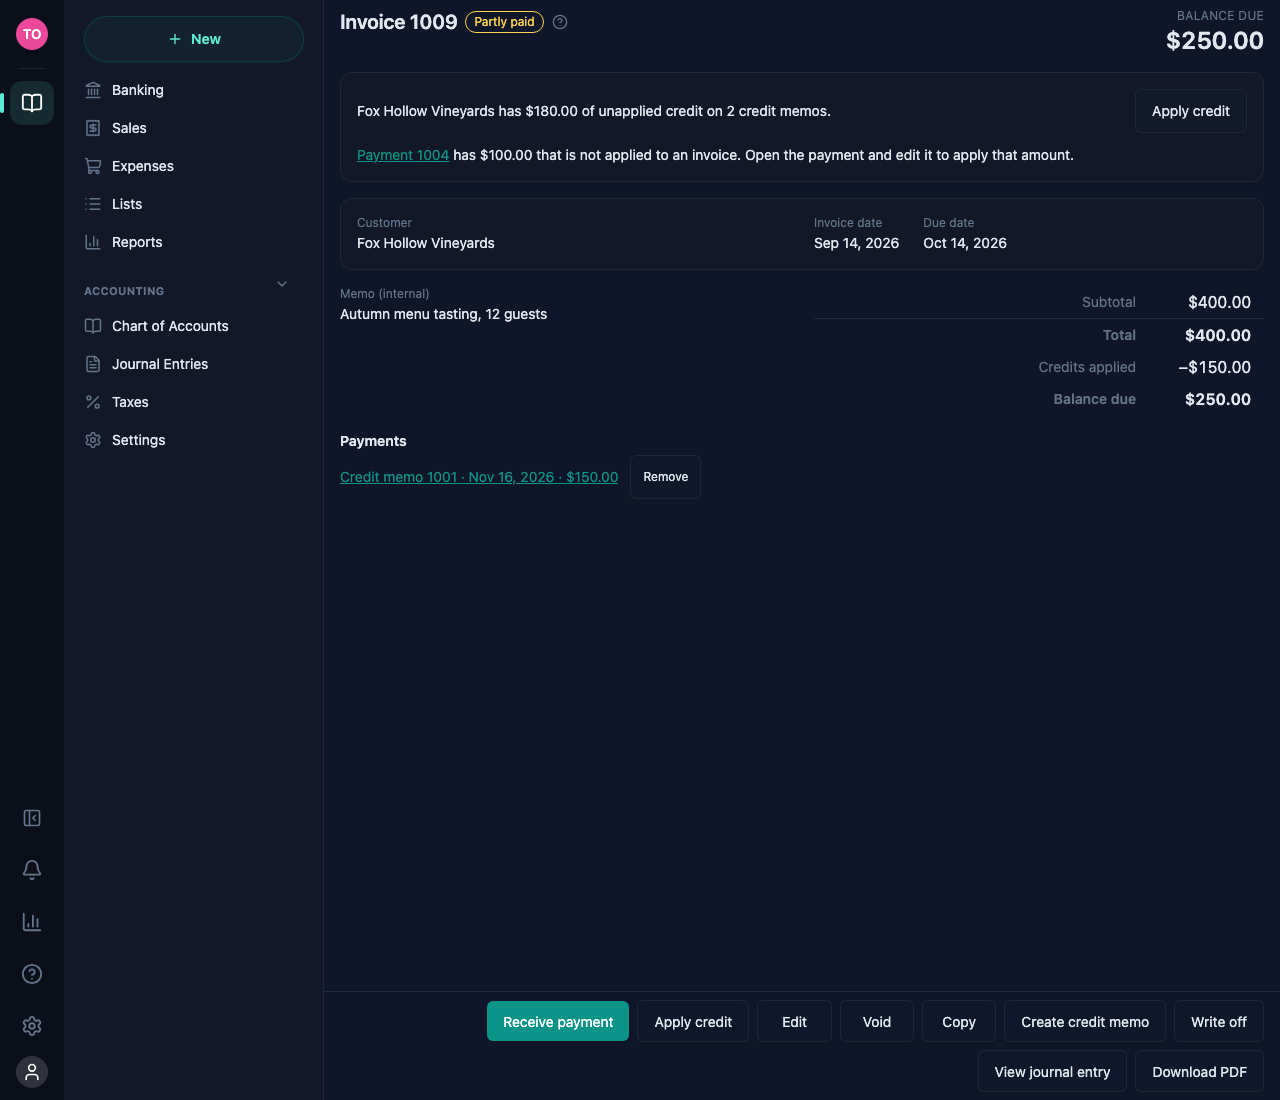 TO
New
Banking
Sales
Expenses
Lists
Reports
ACCOUNTING
Chart of Accounts
Journal Entries
Taxes
Settings
Invoice 1009 Partly paid
BALANCE DUE
$250.00
Fox Hollow Vineyards has $180.00 of unapplied credit on 2 credit memos. Apply credit
Payment 1004 has $100.00 that is not applied to an invoice. Open the payment and edit it to apply that amount.
Customer Invoice date Due date
Fox Hollow Vineyards Sep 14, 2026 Oct 14, 2026
Memo (internal)
Autumn menu tasting, 12 guests
Subtotal $400.00
Total $400.00
Credits applied –$150.00
Balance due $250.00
Payments
Credit memo 1001 · Nov 16, 2026 · $150.00 Remove
Receive payment Apply credit Edit Void Copy Create credit memo Write off
View journal entry Download PDF